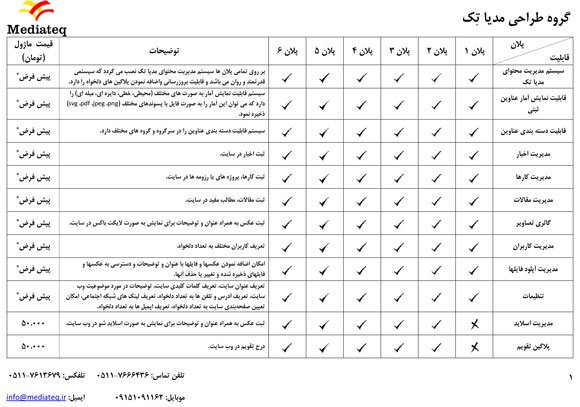 گروه طراحی مدیا تِک
Mediateq
پلان
قابلیت
پلان ۱
پلان ۲
پلان ۳
پلان ۴
پلان ۵
پلان ۶
توضیحات
قیمت ماژول
(تومان)
سیستم مدیریت محتوای
مدیا تک
بر روی تمامی پلان ها سیستم مدیریت محتوای مدیا تک نصب می گردد که سیستمی
قدرتمند و روان می باشد و قابلیت بروزرسانی واضافه نمودن پلاگین های دلخواه را دارد.
پیش فرض*
قابلیت نمایش آمار عناوین
ثبتی
سیستم قابلیت نمایش آمار به صورت های مختلف (محیطی، خطی، دایره ای، میله ای) را
دارد که می توان این آمار را به صورت فایل با پسوندهای مختلف (svg ،pdf ،jpeg ،png)
ذخیره نمود.
پیش فرض*
قابلیت دسته بندی عناوین
سیستم قابلیت دسته بندی عناوین را در سرگروه و گروه های مختلف دارد.
پیش فرض*
مدیریت اخبار
ثبت اخبار در سایت.
پیش فرض*
مدیریت کارها
ثبت کارها، پروژه های یا رزومه ها در سایت.
پیش فرض*
مدیریت مقالات
ثبت مقالات، مطالب مفید در سایت.
پیش فرض*
گالری تصاویر
ثبت عکس به همراه عنوان و توضیحات برای نمایش به صورت لایکت باکس در سایت.
پیش فرض*
مدیریت کاربران
تعریف کاربران مختلف به تعداد دلخواه.
پیش فرض*
مدیریت آپلود فایلها
امکان اضافه نمودن عکسها و فایلها با عنوان و توضیحات و دسترسی به عکسها و
فایلهای ذخیره شده و تغییر یا حذف آنها.
پیش فرض*
تنظیمات
تعریف عنوان سایت، تعریف کلمات کلیدی سایت، توضیحات در مورد موضوعیت وب
سایت، تعریف آدرس و تلفن ها به تعداد دلخواه، تعریف لینک های شبکه اجتماعی، امکان
تعیین صفحه‌بندی سایت به تعداد دلخواه، تعریف ایمیل ها به تعداد دلخواه.
پیش فرض*
مدیریت اسلاید
ثبت عکس به همراه عنوان و توضیحات برای نمایش به صورت اسلاید شو در وب سایت.
۵۰،۰۰۰
پلاگین تقویم
درج تقویم در وب سایت.
۵۰،۰۰۰
۱
تلفن تماس: ۷۶۶۶۴۳۶-۰۵۱۱ تلفکس: ۷۶۱۳۶۷۹-۰۵۱۱
موبایل: ۰۹۱۵۱۰۹۱۱۶۲ ایمیل: info@mediateq.ir